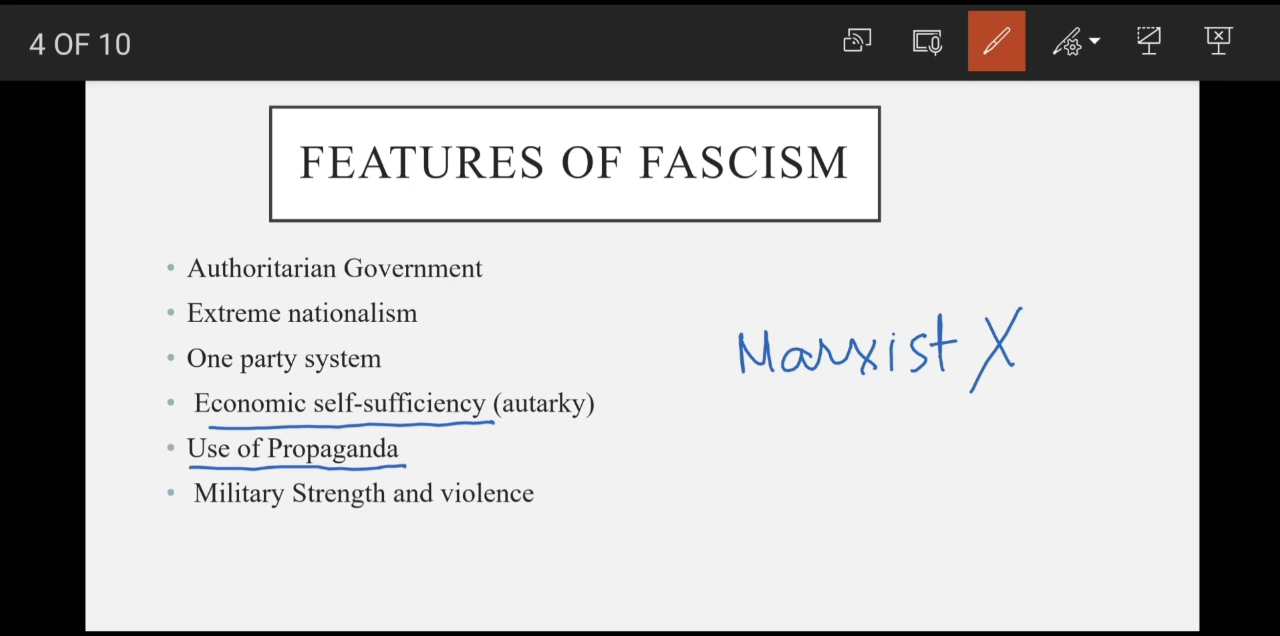 4 OF 10
FEATURES OF FASCISM
• Authoritarian Government
• Extreme nationalism
• One party system
• Economic self-sufficiency (autarky)
• Use of Propaganda
• Military Strength and violence
Marxist X